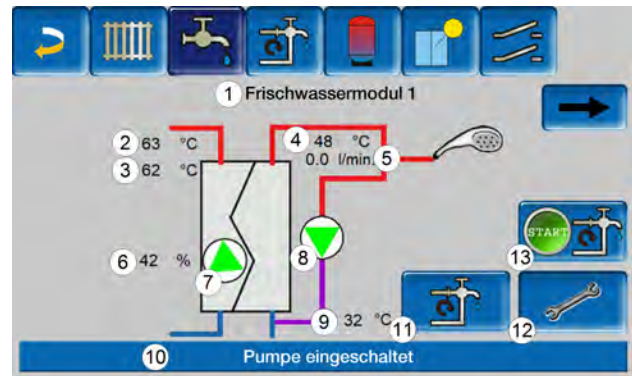 1 Frischwassermodul 1
2 63 °C
4 48 °C
0.0 l/min. 5
3 62 °C
START
13
6 42 %
7
8
9 32 °C
11
12
10 Pumpe eingeschaltet